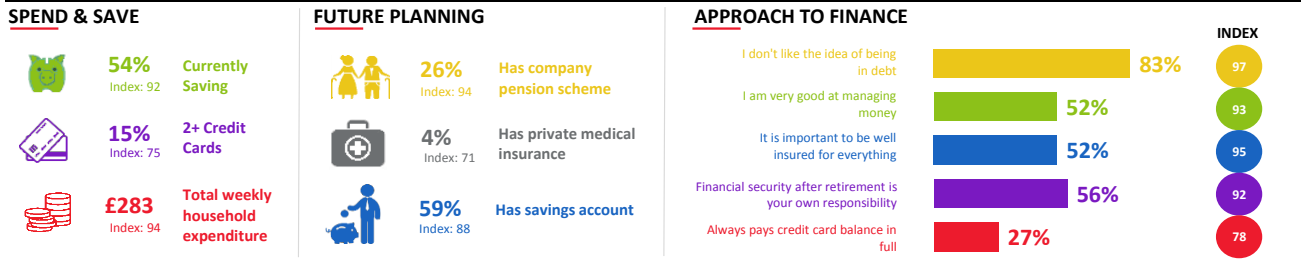 SPEND & SAVE
54%
Index: 92
Currently
Saving
15%
Index: 75
2+ Credit
Cards
£283
Index: 94
Total weekly
household
expenditure
FUTURE PLANNING
26%
Index: 94
Has company
pension scheme
4%
Index: 71
Has private medical
insurance
59%
Index: 88
Has savings account
APPROACH TO FINANCE
INDEX
I don't like the idea of being
in debt
83%
97
I am very good at managing
money
52%
93
It is important to be well
insured for everything
52%
95
Financial security after retirement is
your own responsibility
56%
92
Always pays credit card balance in
full
27%
78